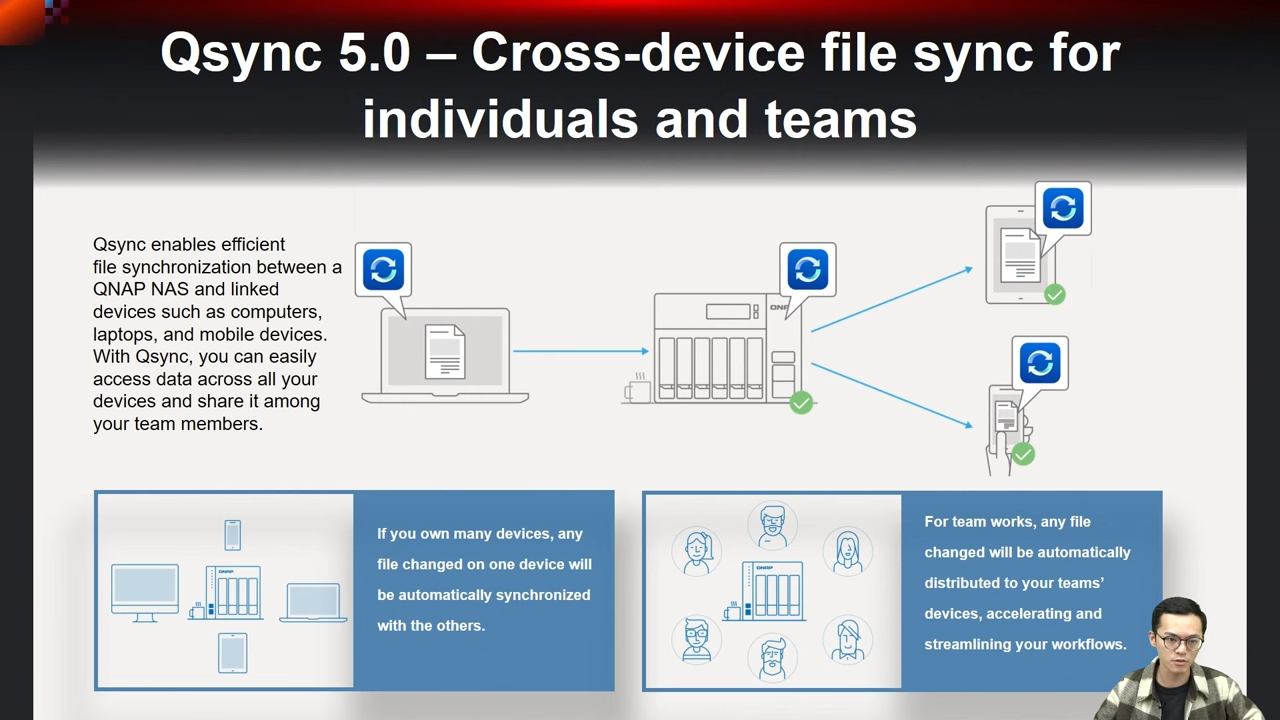 Qsync 5.0 – Cross-device file sync for
individuals and teams
Qsync enables efficient
file synchronization between a
QNAP NAS and linked
devices such as computers,
laptops, and mobile devices.
With Qsync, you can easily
access data across all your
devices and share it among
your team members.
If you own many devices, any
file changed on one device will
be automatically synchronized
with the others.
QNAP
For team works, any file
changed will be automatically
distributed to your teams’
devices, accelerating and
streamlining your workflows.
QNAP